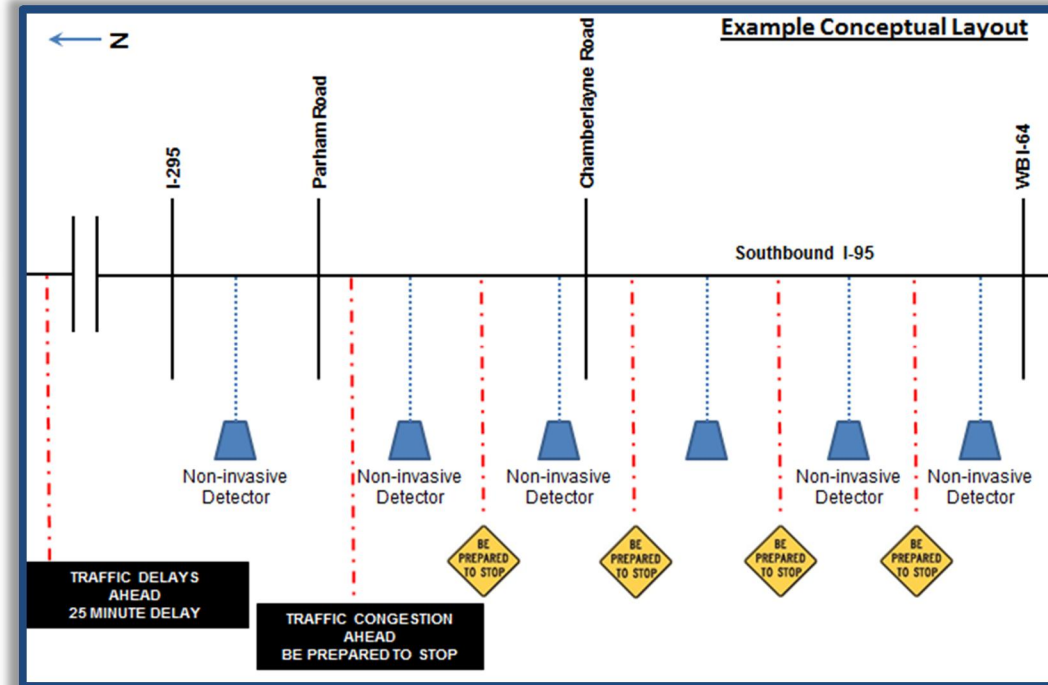 Example Conceptual Layout
N
I-295
Parham Road
Chamberlayne Road
WB I-64
Southbound I-95
Non-invasive
Detector
Non-invasive
Detector
Non-invasive
Detector
Non-invasive
Detector
Non-invasive
Detector
BE
PREPARED
TO STOP
BE
PREPARED
TO STOP
BE
PREPARED
TO STOP
BE
PREPARED
TO STOP
TRAFFIC DELAYS
AHEAD
25 MINUTE DELAY
TRAFFIC CONGESTION
AHEAD
BE PREPARED TO STOP